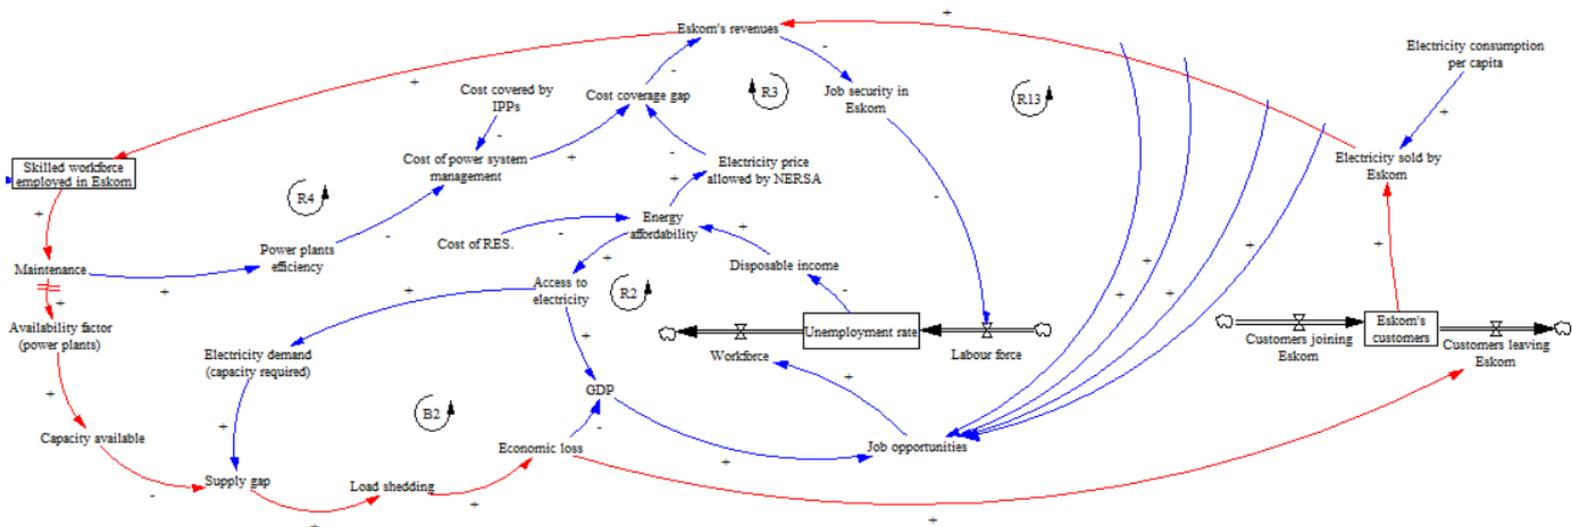 +
Eskom's revenues
-
Electricity consumption
per capita
+
-
Cost covered by
IPPs
Cost coverage gap
R3
Job security in
Eskom
R13
+
-
Cost of power system
management
+
-
Electricity price
allowed by NERSA
Electricity sold by
Eskom
Skilled workforce
employed in Eskom
R4
+
-
+
Energy
affordability
Cost of RES.
-
+
+
+
-
Power plants
efficiency
Maintenance
+
+
Disposable income
+
+
+
+
Access to
electricity
R2
-
+
Availability factor
(power plants)
Unemployment rate
Eskom's
customers
Electricity demand
(capacity required)
+
Workforce
Labour force
Customers joining
Eskom
Customers leaving
Eskom
+
GDP
+
+
B2
-
Capacity available
Economic loss
Job opportunities
+
-
Supply gap
Load shedding
+
+
+